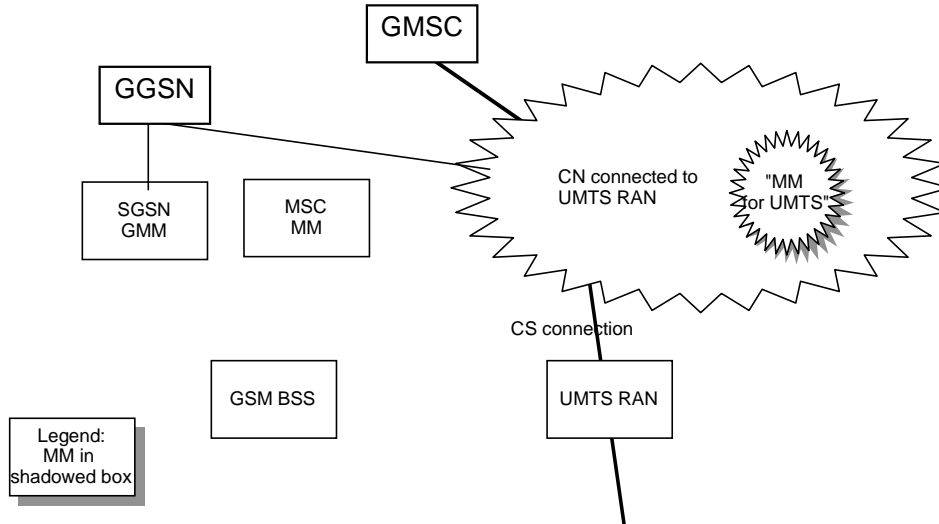 GMSC
GGSN
CN connected to
UMTS RAN
"MM
for UMTS"
SGSN
GMM
MSC
MM
CS connection
GSM BSS
UMTS RAN
Legend:
MM in
shadowed box